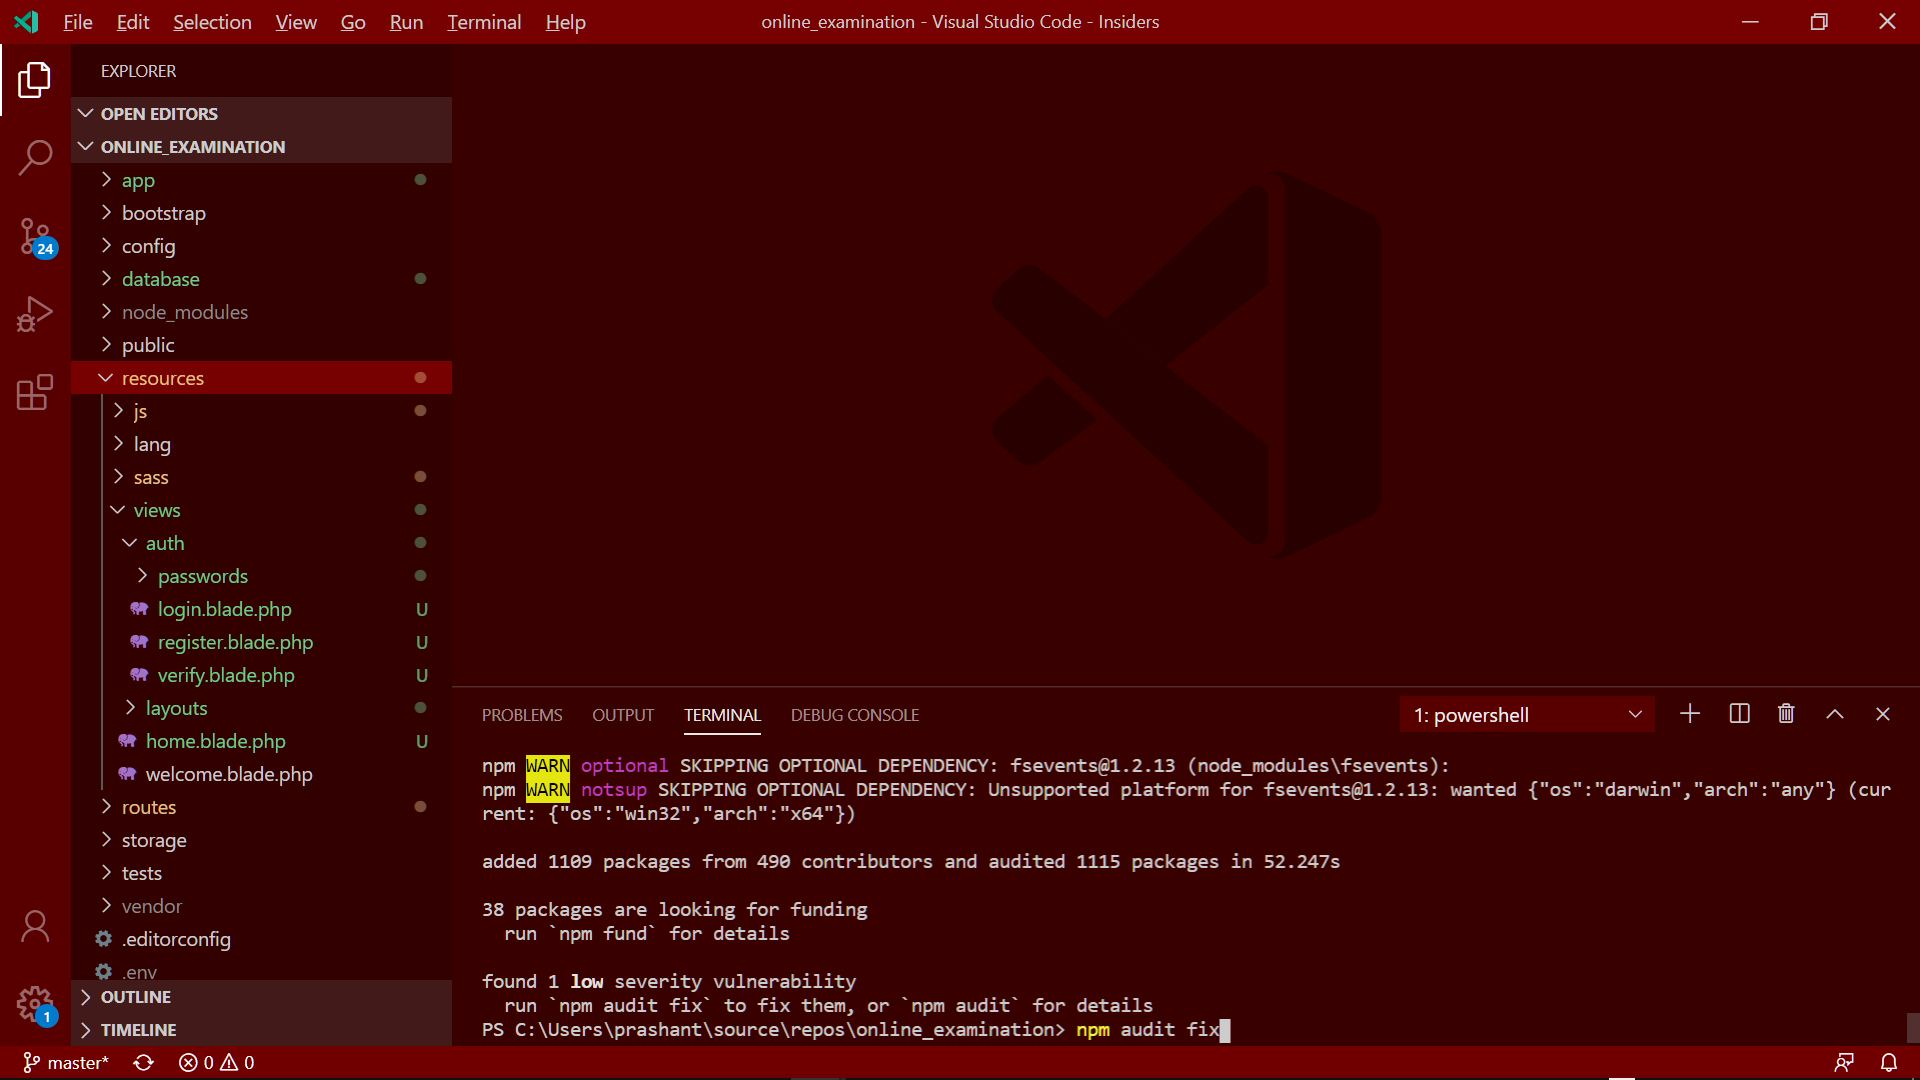 File Edit Selection View Go Run Terminal Help
online_examination - Visual Studio Code - Insiders
EXPLORER
OPEN EDITORS
ONLINE_EXAMINATION
app
bootstrap
24
config
database
node_modules
public
resources
js
lang
sass
views
auth
passwords
login.blade.php U
register.blade.php U
verify.blade.php U
layouts
home.blade.php U
welcome.blade.php
routes
storage
tests
vendor
.editorconfig
.env
OUTLINE
1
TIMELINE
PROBLEMS OUTPUT TERMINAL DEBUG CONSOLE
1: powershell
npm WARN optional SKIPPING OPTIONAL DEPENDENCY: fsevents@1.2.13 (node_modules\fsevents):
npm WARN notsup SKIPPING OPTIONAL DEPENDENCY: Unsupported platform for fsevents@1.2.13: wanted {"os":"darwin","arch":"any"} (cur
rent: {"os":"win32","arch":"x64"})
added 1109 packages from 490 contributors and audited 1115 packages in 52.247s
38 packages are looking for funding
run `npm fund` for details
found 1 low severity vulnerability
run `npm audit fix` to fix them, or `npm audit` for details
PS C:\Users\prashant\source\repos\online_examination> npm audit fix
master* 0 0